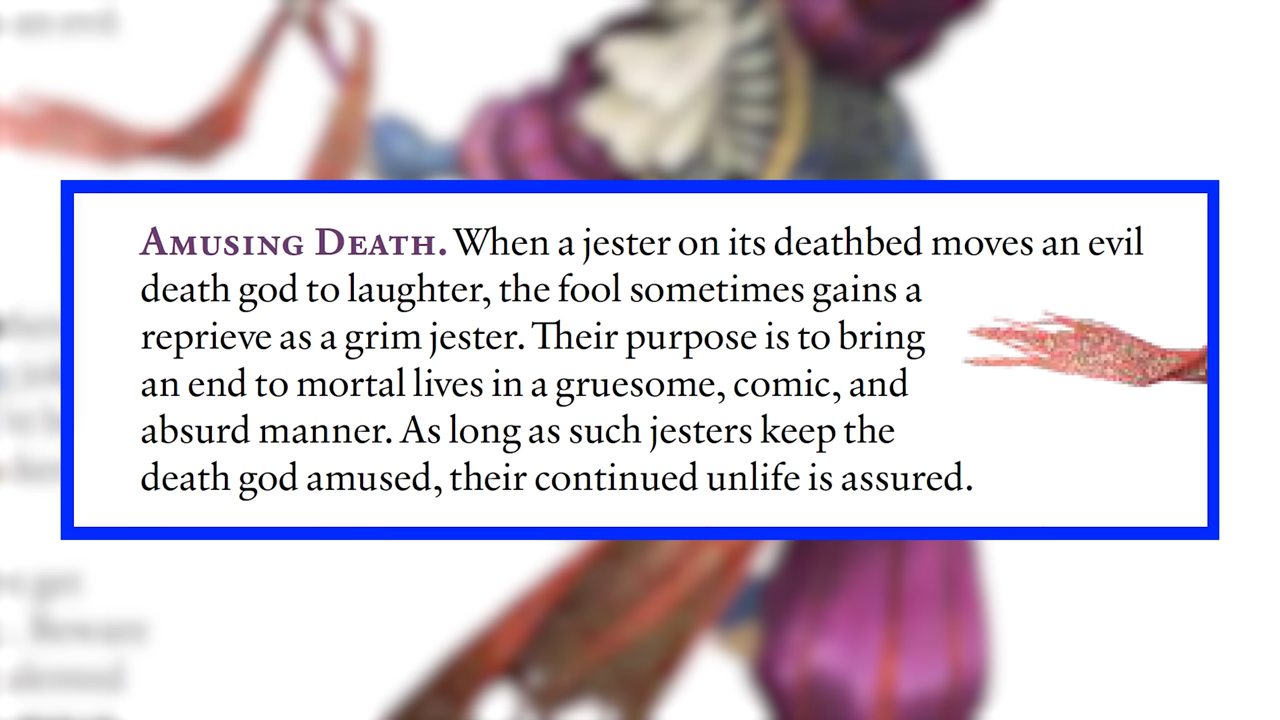 AMUSING DEATH. When a jester on its deathbed moves an evil
death god to laughter, the fool sometimes gains a
reprieve as a grim jester. Their purpose is to bring
an end to mortal lives in a gruesome, comic, and
absurd manner. As long as such jesters keep the
death god amused, their continued unlife is assured.